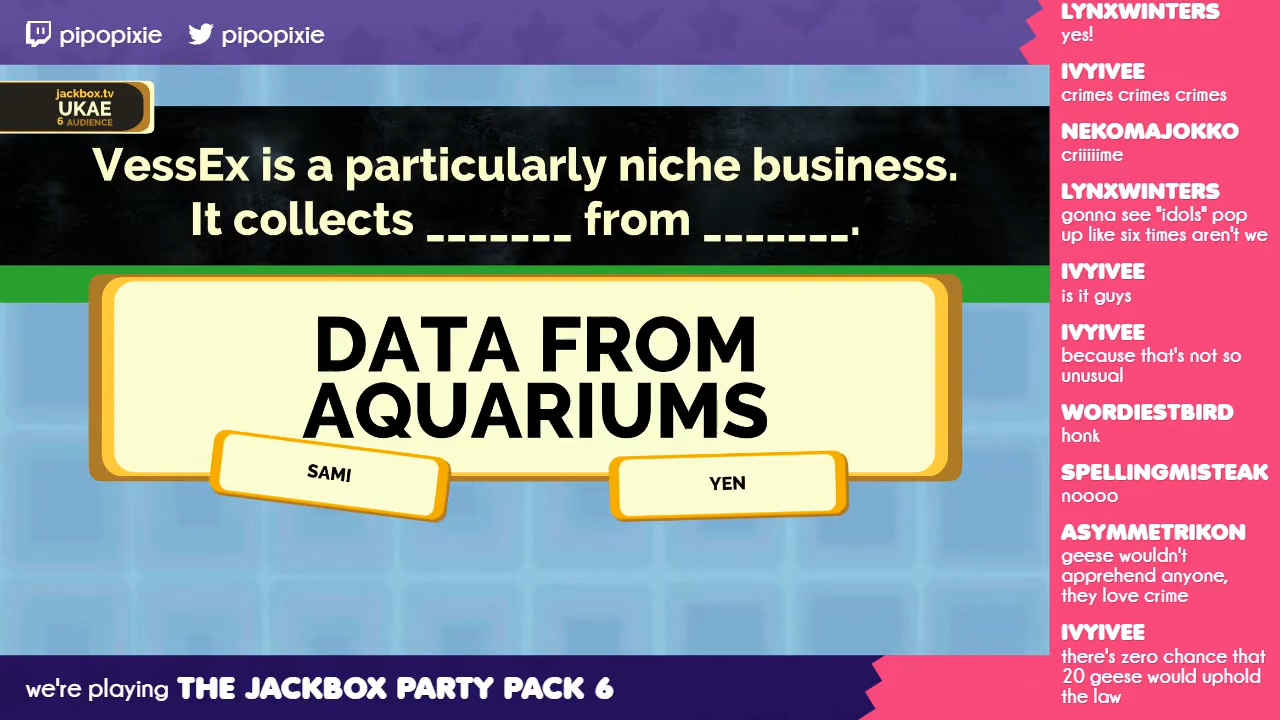 pipopixie pipopixie
jackbox.tv
UKAE
6 AUDIENCE
VessEx is a particularly niche business.
It collects _______ from _______.
DATA FROM
AQUARIUMS
SAMI
YEN
we're playing THE JACKBOX PARTY PACK 6
LYNXWINTERS
yes!
IVYIVEE
crimes crimes crimes
NEKOMAJOKKO
criiiiime
LYNXWINTERS
gonna see "idols" pop
up like six times aren't we
IVYIVEE
is it guys
IVYIVEE
because that's not so
unusual
WORDIESTBIRD
honk
SPELLINGMISTEAK
noooo
ASYMMETRIKON
geese wouldn't
apprehend anyone,
they love crime
IVYIVEE
there's zero chance that
20 geese would uphold
the law